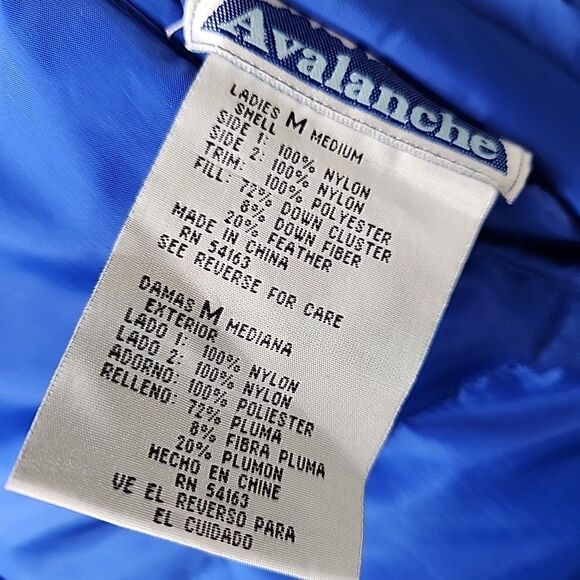 Avalanche
LADIES M MEDIUM
SHELL
SIDE 1: 100% NYLON
SIDE 2: 100% NYLON
TRIM: 100% POLYESTER
FILL: 72% DOWN CLUSTER
8% DOWN FIBER
20% FEATHER
MADE IN CHINA
RN 54163
SEE REVERSE FOR CARE
DAMAS M MEDIANA
EXTERIOR
LADO 1: 100% NYLON
LADO 2: 100% NYLON
ADORNO: 100% POLIESTER
RELLENO: 72% PLUMA
8% FIBRA PLUMA
20% PLUMON
HECHO EN CHINE
RN 54163
VE EL REVERSO PARA
EL CUIDADO